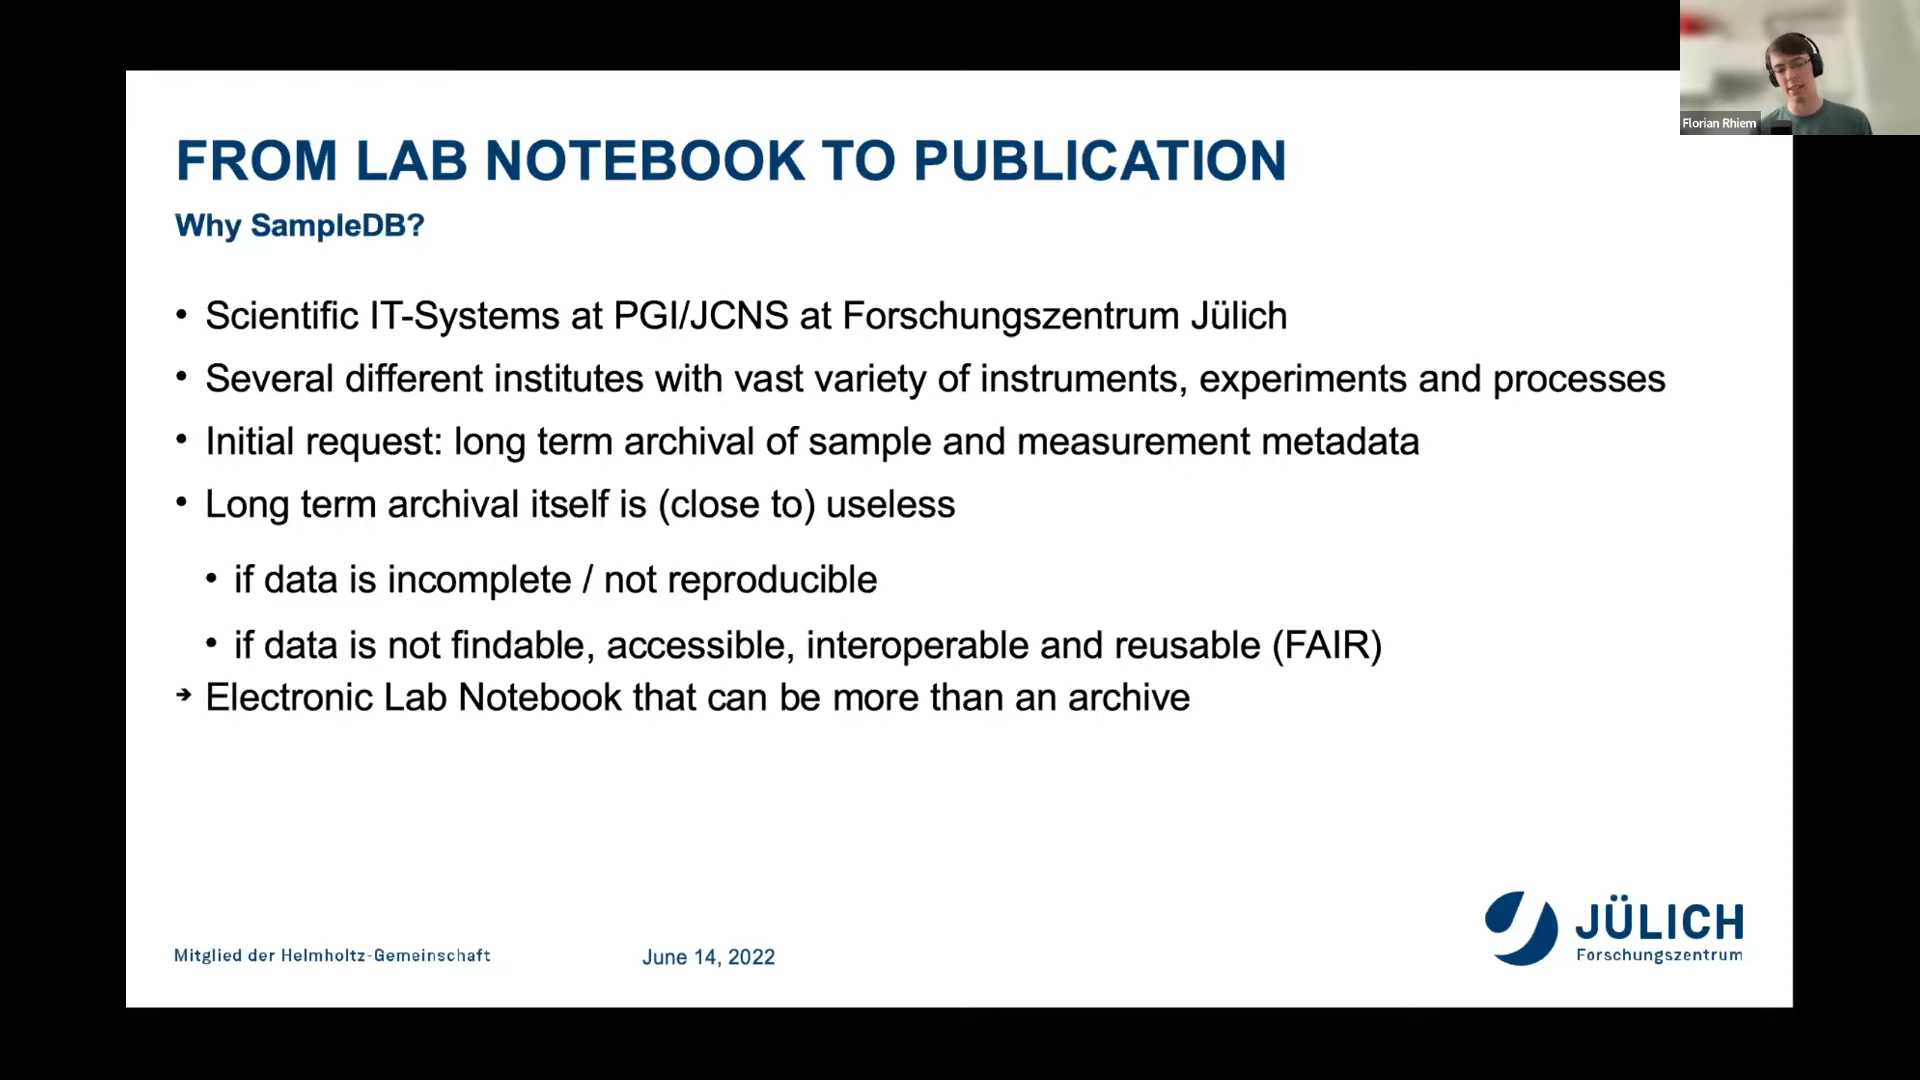 Florian Rhiem
FROM LAB NOTEBOOK TO PUBLICATION
Why SampleDB?
• Scientific IT-Systems at PGI/JCNS at Forschungszentrum Jülich
• Several different institutes with vast variety of instruments, experiments and processes
• Initial request: long term archival of sample and measurement metadata
• Long term archival itself is (close to) useless
• if data is incomplete / not reproducible
• if data is not findable, accessible, interoperable and reusable (FAIR)
➔ Electronic Lab Notebook that can be more than an archive
Mitglied der Helmholtz-Gemeinschaft
June 14, 2022
JÜLICH
Forschungszentrum